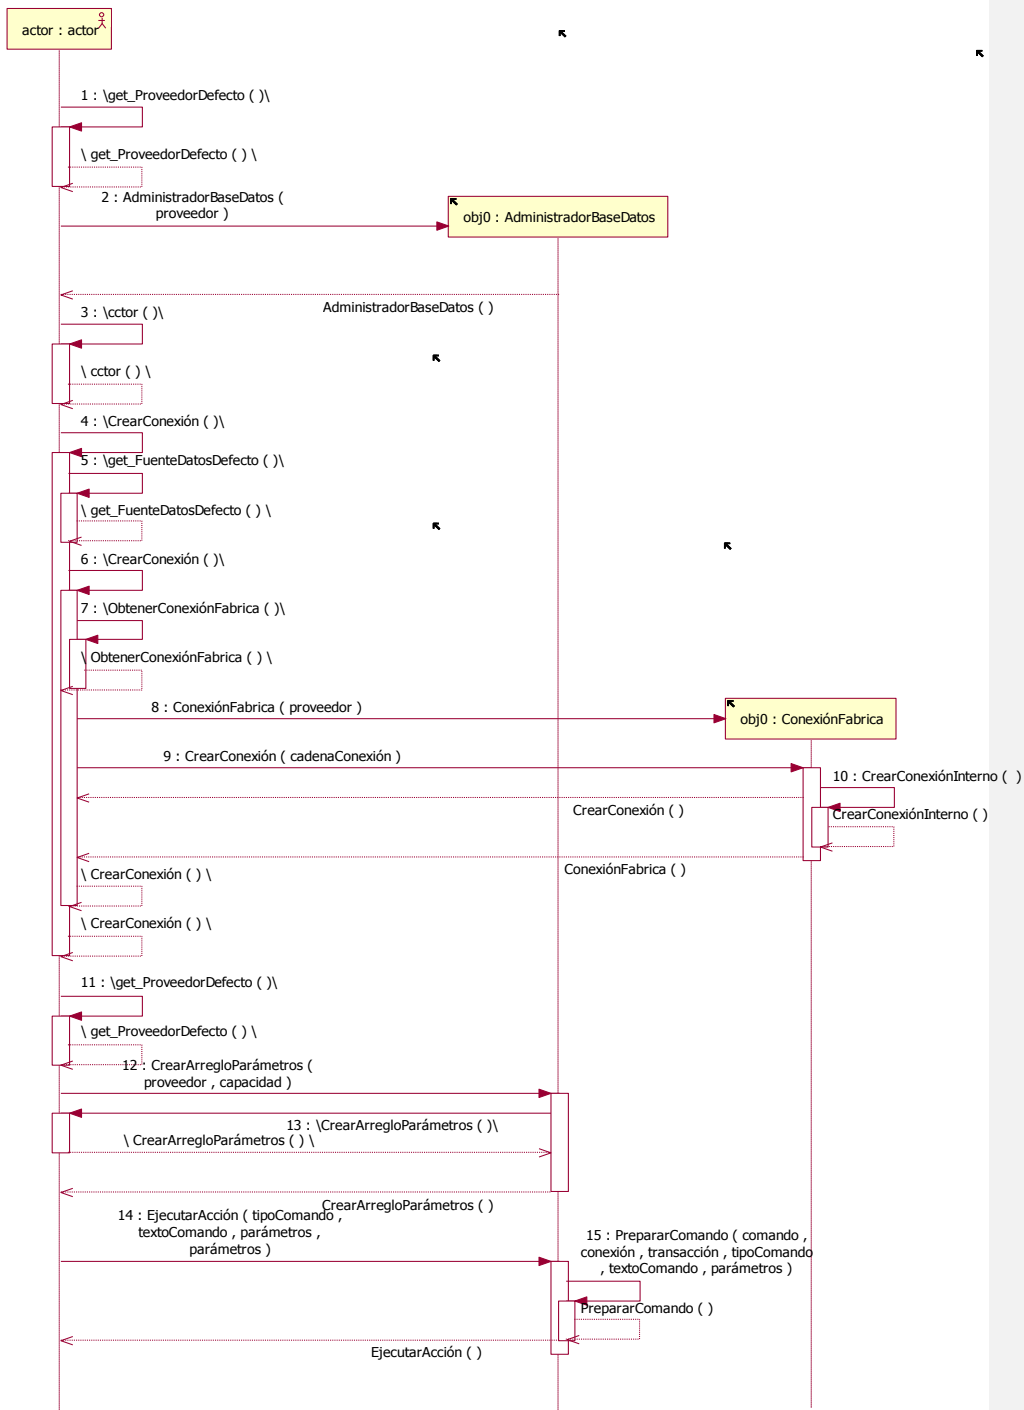 actor : actor
1 : \get_ProveedorDefecto ( )\
\ get_ProveedorDefecto ( ) \
2 : AdministradorBaseDatos (
proveedor )
obj0 : AdministradorBaseDatos
AdministradorBaseDatos ( )
3 : \cctor ( )\
\ cctor ( ) \
4 : \CrearConexión ( )\
5 : \get_FuenteDatosDefecto ( )\
\ get_FuenteDatosDefecto ( ) \
6 : \CrearConexión ( )\
7 : \ObtenerConexiónFabrica ( )\
\ ObtenerConexiónFabrica ( ) \
8 : ConexiónFabrica ( proveedor )
obj0 : ConexiónFabrica
9 : CrearConexión ( cadenaConexión )
10 : CrearConexiónInterno ( )
CrearConexión ( )
CrearConexiónInterno ( )
ConexiónFabrica ( )
\ CrearConexión ( ) \
\ CrearConexión ( ) \
11 : \get_ProveedorDefecto ( )\
\ get_ProveedorDefecto ( ) \
12 : CrearArregloParámetros (
proveedor , capacidad )
13 : \CrearArregloParámetros ( )\
\ CrearArregloParámetros ( ) \
CrearArregloParámetros ( )
14 : EjecutarAcción ( tipoComando ,
textoComando , parámetros ,
parámetros )
15 : PrepararComando ( comando ,
conexión , transacción , tipoComando
, textoComando , parámetros )
PrepararComando ( )
EjecutarAcción ( )